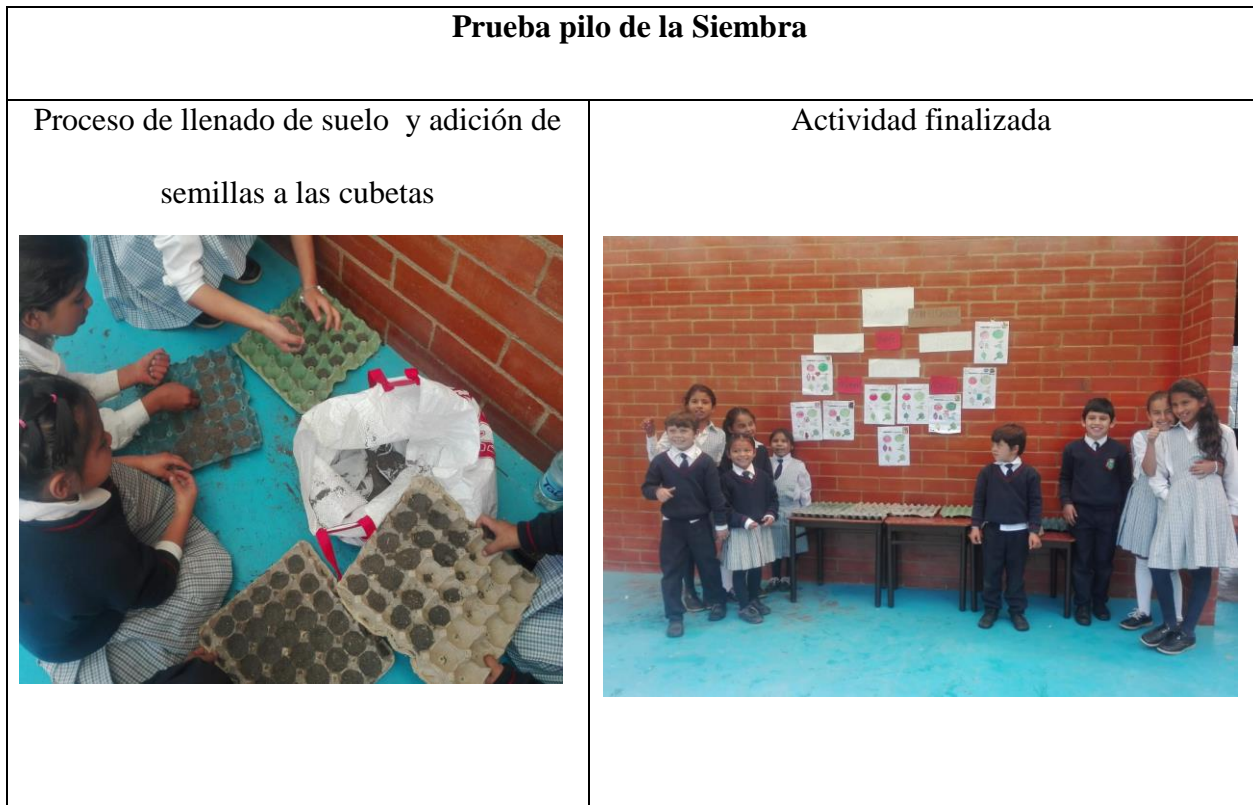 Prueba pilo de la Siembra
Proceso de llenado de suelo y adición de
semillas a las cubetas
Actividad finalizada